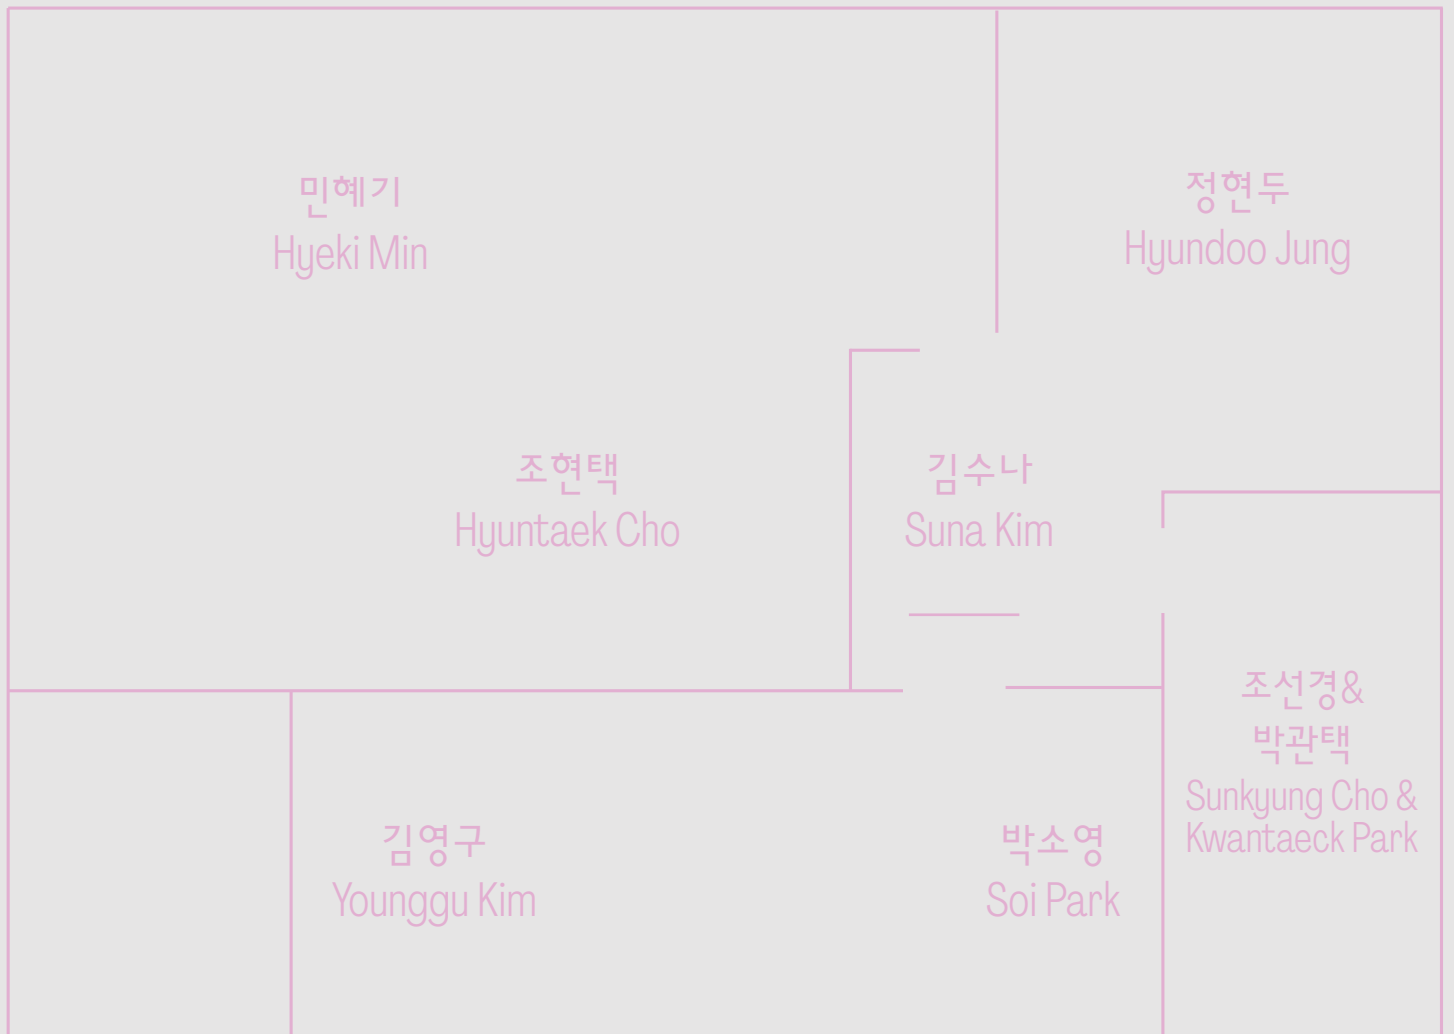 민혜기
Hyeki Min
정현두
Hyundoo Jung
조현택
Hyuntaek Cho
김수나
Suna Kim
조선경&
박관택
Sunkyung Cho &
Kwantaeck Park
김영구
Younggu Kim
박소영
Soi Park